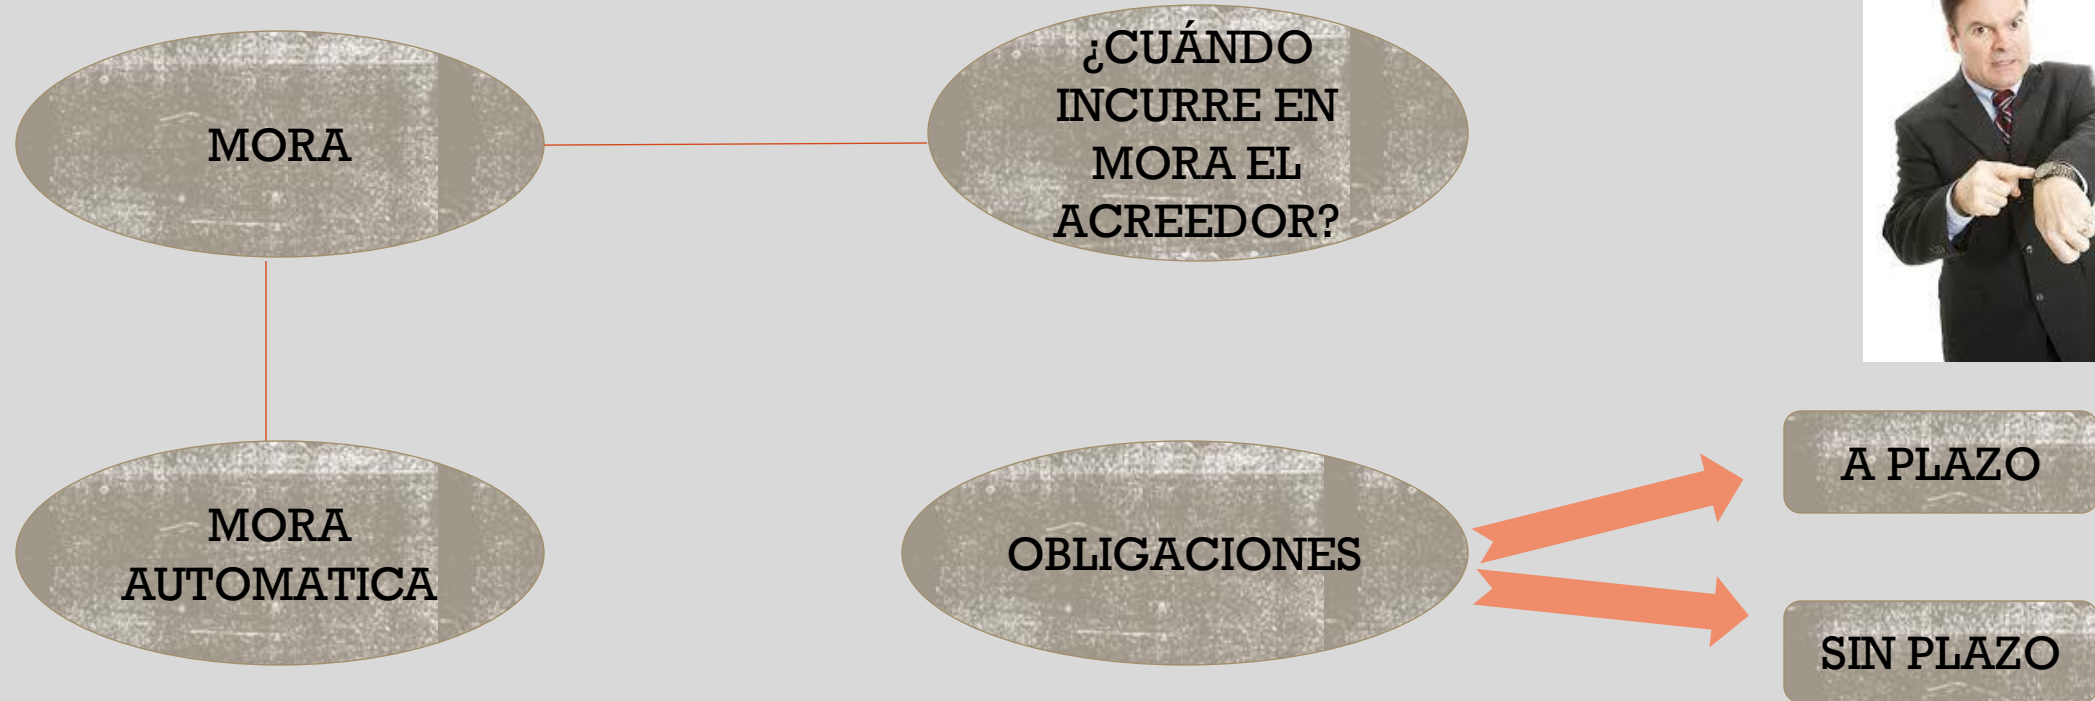 MORA
¿CUÁNDO
INCURRE EN
MORA EL
ACREEDOR?
MORA
AUTOMATICA
OBLIGACIONES
A PLAZO
SIN PLAZO